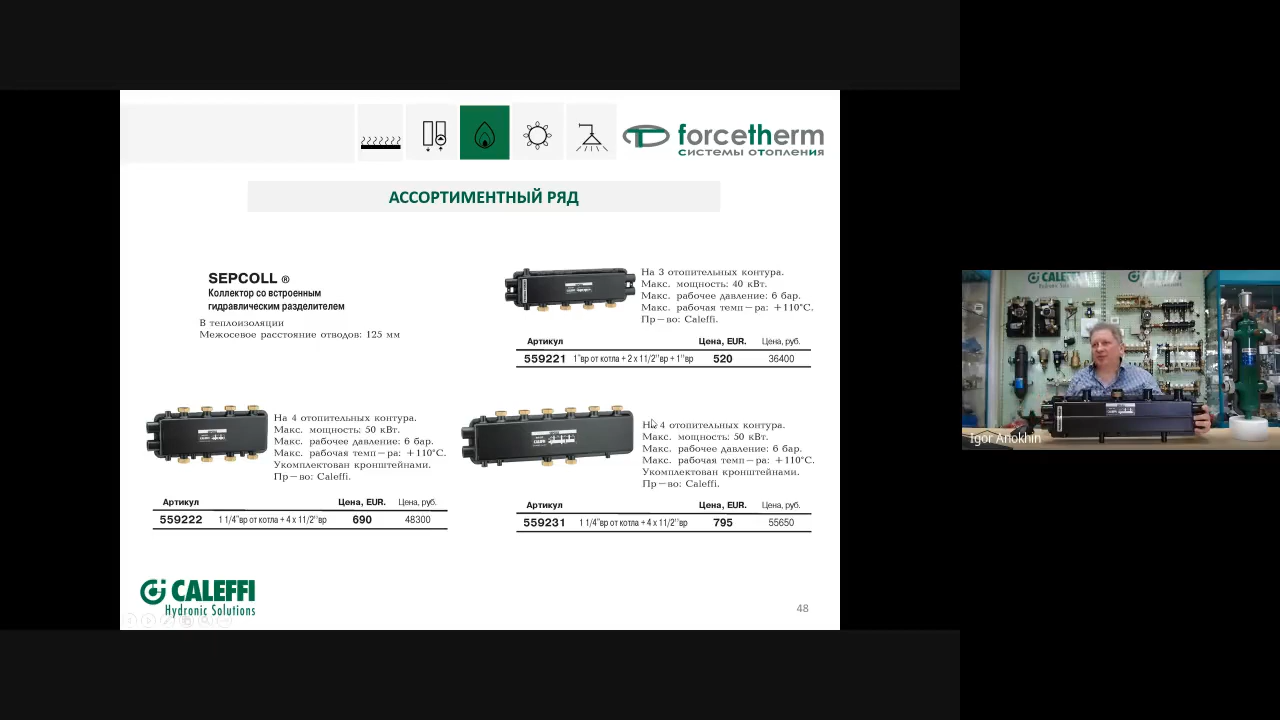 forcetherm
системы отопления
АССОРТИМЕНТНЫЙ РЯД
SEPCOLL ®
Коллектор со встроенным
гидравлическим разделителем
В теплоизоляции
Межосевое расстояние отводов: 125 мм
На 3 отопительных контура.
Макс. мощность: 40 кВт.
Макс. рабочее давление: 6 бар.
Макс. рабочая темп−ра: +110°С.
Пр−во: Caleffi.
Артикул Цена, EUR. Цена, руб.
559221 1"вр от котла + 2 x 11/2''вр + 1''вр 520 36400
На 4 отопительных контура.
Макс. мощность: 50 кВт.
Макс. рабочее давление: 6 бар.
Макс. рабочая темп−ра: +110°С.
Укомплектован кронштейнами.
Пр−во: Caleffi.
Артикул Цена, EUR. Цена, руб.
559222 1 1/4"вр от котла + 4 x 11/2''вр 690 48300
На 4 отопительных контура.
Макс. мощность: 50 кВт.
Макс. рабочее давление: 6 бар.
Макс. рабочая темп−ра: +110°С.
Укомплектован кронштейнами.
Пр−во: Caleffi.
Артикул Цена, EUR. Цена, руб.
559231 1 1/4"вр от котла + 4 x 11/2''вр 795 55650
CALEFFI
Hydronic Solutions
48
CALEFFI
CALEFFI
Igor Anokhin